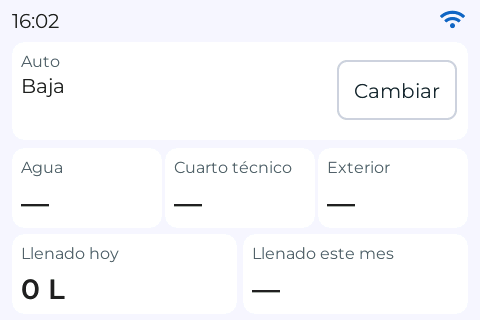 16:02
Auto
Baja
Cambiar
Agua
Cuarto técnico
Exterior
—
—
—
Llenado hoy
Llenado este mes
0 L
—